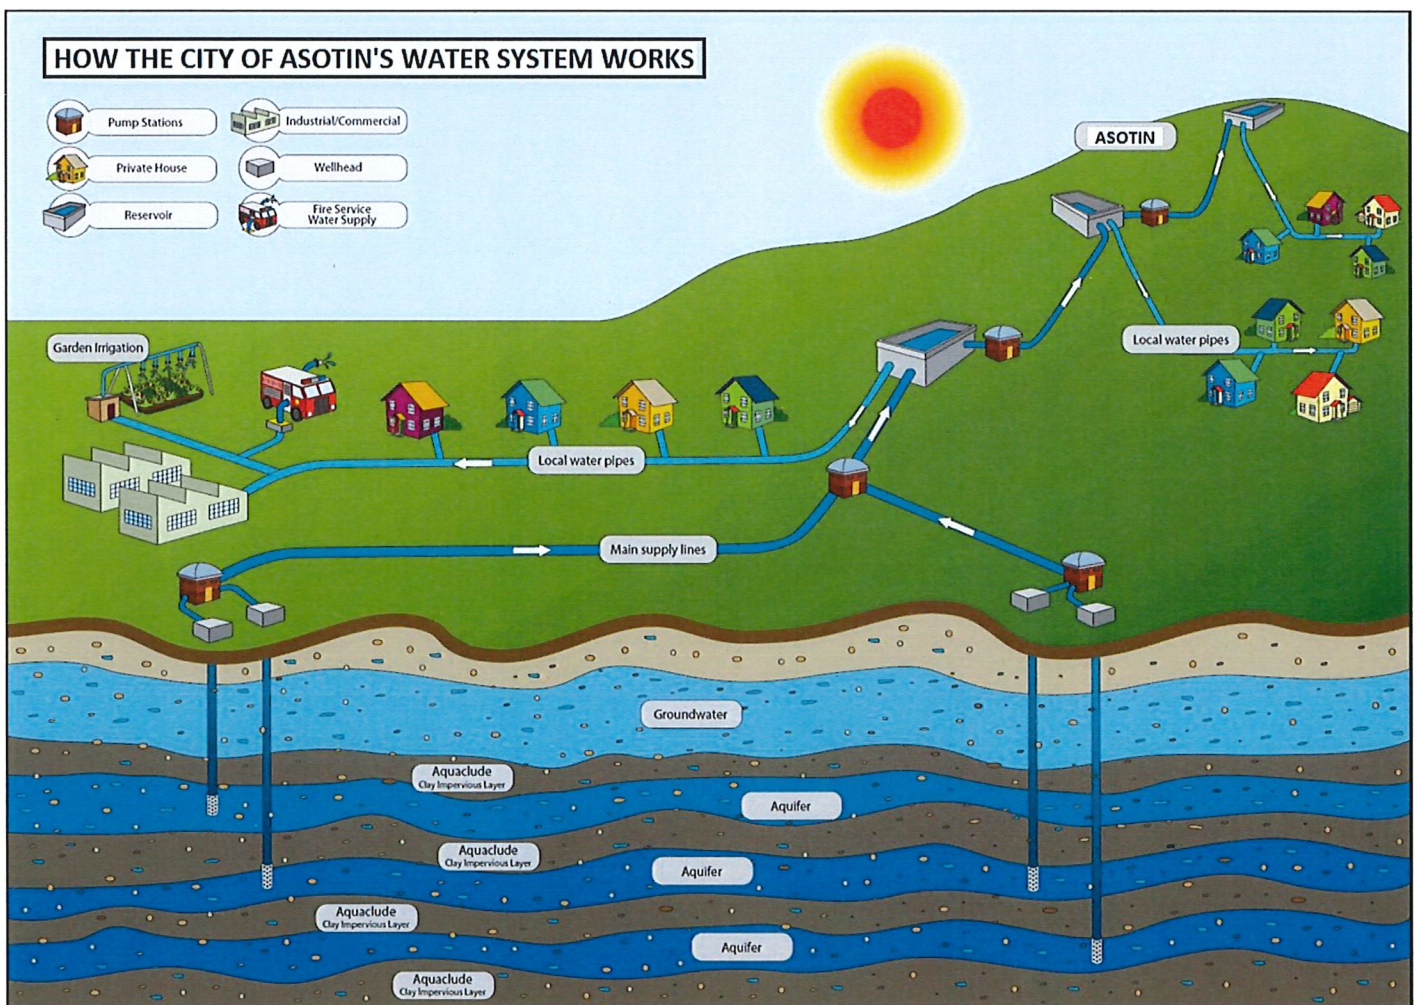 HOW THE CITY OF ASOTIN'S WATER SYSTEM WORKS
Pump Stations
Industrial/Commercial
Private House
Wellhead
Reservoir
Fire Service
Water Supply
ASOTIN
Garden Irrigation
Local water pipes
Local water pipes
Main supply lines
Groundwater
Aquaclude
Clay Impervious Layer
Aquifer
Aquaclude
Clay Impervious Layer
Aquifer
Aquaclude
Clay Impervious Layer
Aquifer
Aquaclude
Clay Impervious Layer